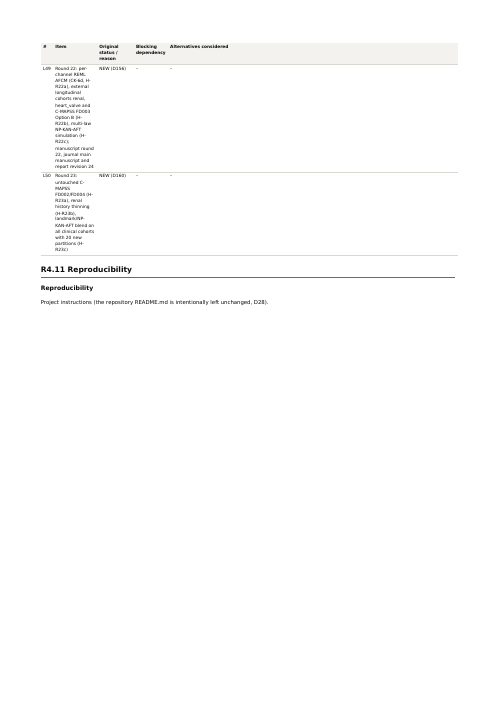 # Item Original status / reason Blocking dependency Alternatives considered
L49 Round 22: per- NEW (D156) – –
channel REML
AFCM (CK-6d, H-
R22a), external
longitudinal
cohorts renal,
heart_valve and
C-MAPSS FD003
Option B (H-
R22b), multi-law
NP-KAN-AFT
simulation (H-
R22c);
manuscript round
22, journal main
manuscript and
report revision 24
L50 Round 23: NEW (D160) – –
untouched C-
MAPSS
FD002/FD004 (H-
R23a), renal
history thinning
(H-R23b),
landmark/NP-
KAN-AFT blend on
all clinical cohorts
with 20 new
partitions (H-
R23c)
R4.11 Reproducibility
Reproducibility
Project instructions (the repository README.md is intentionally left unchanged, D28).